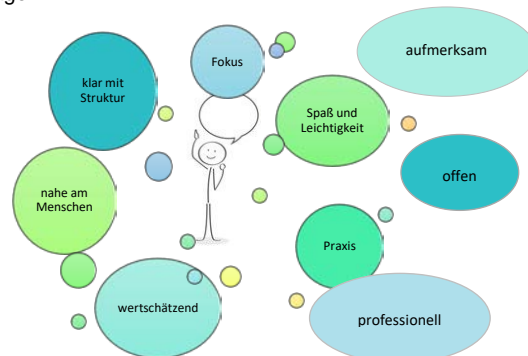 aufmerksam
Fokus
klar mit
Struktur
Spaß und
Leichtigkeit
offen
nahe am
Menschen
Praxis
wertschätzend
professionell